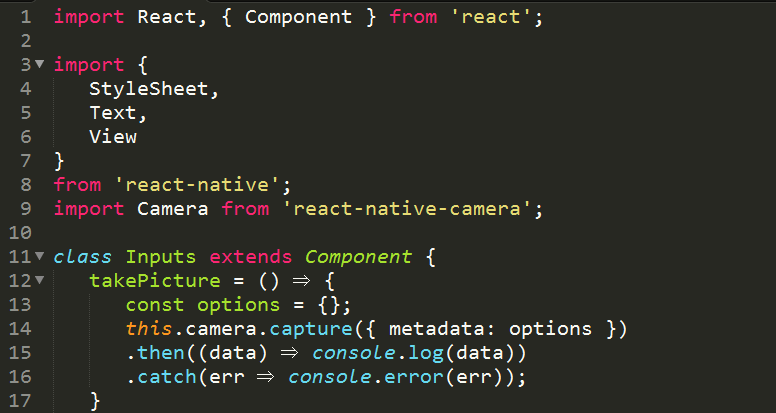 1 import React, { Component } from 'react';
2
3 import {
4    StyleSheet,
5    Text,
6    View
7 }
8 from 'react-native';
9 import Camera from 'react-native-camera';
10
11 class Inputs extends Component {
12    takePicture = () ⇒ {
13       const options = {};
14       this.camera.capture({ metadata: options })
15       .then((data) ⇒ console.log(data))
16       .catch(err ⇒ console.error(err));
17    }